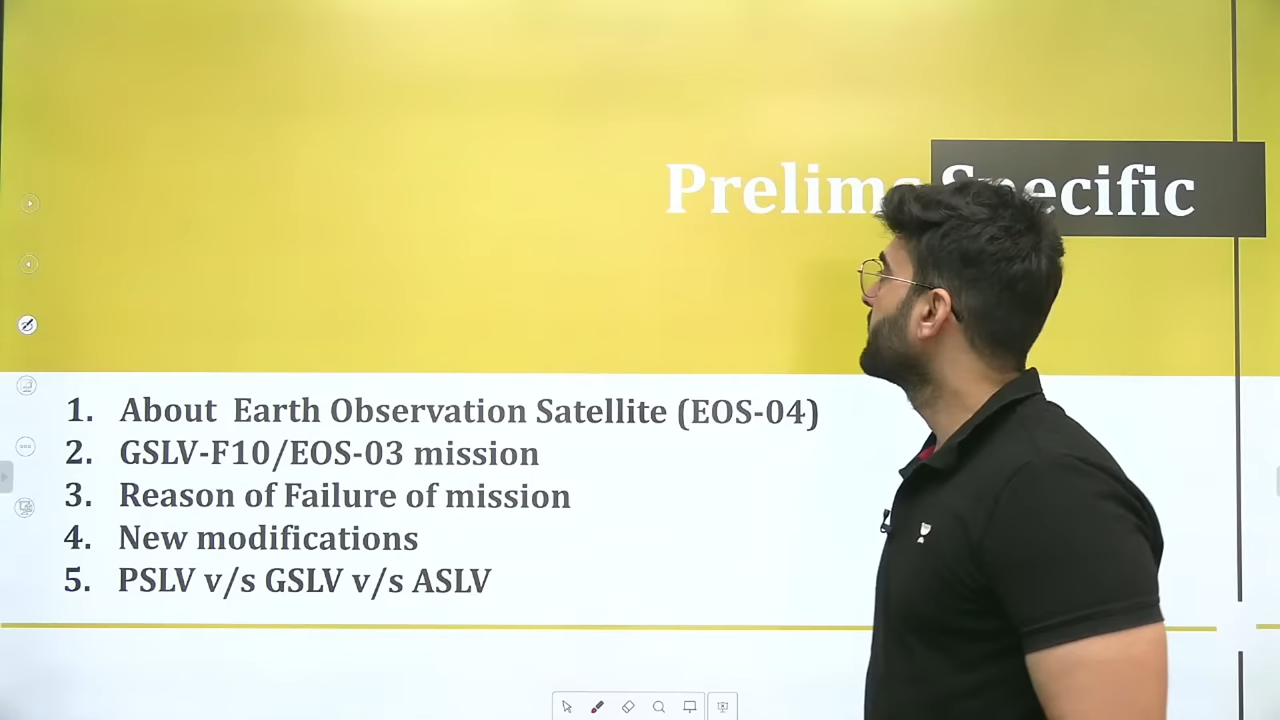 Prelims Specific
1. About Earth Observation Satellite (EOS-04)
2. GSLV-F10/EOS-03 mission
3. Reason of Failure of mission
4. New modifications
5. PSLV v/s GSLV v/s ASLV